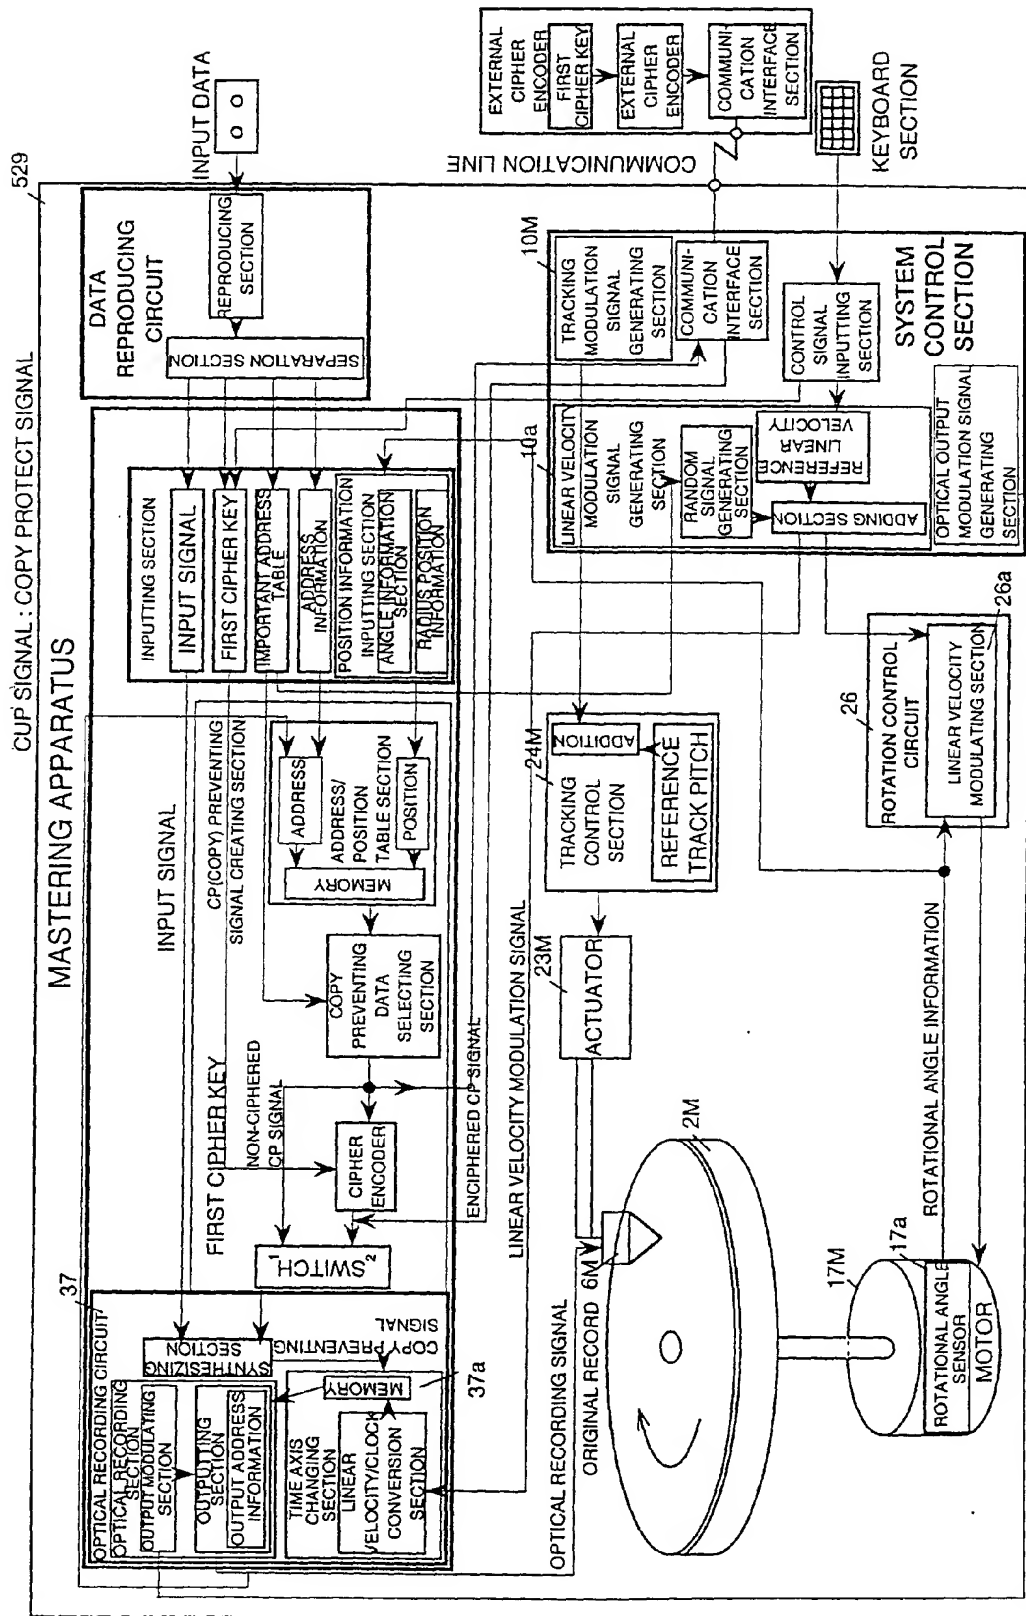 CUP SIGNAL : COPY PROTECT SIGNAL
529
MASTERING APPARATUS
INPUT DATA
DATA
REPRODUCING
CIRCUIT
REPRODUCING
SECTION
SEPARATION SECTION
EXTERNAL
CIPHER
ENCODER
FIRST
CIPHER KEY
EXTERNAL
CIPHER
ENCODER
COMMUNI-
CATION
INTERFACE
SECTION
COMMUNICATION LINE
KEYBOARD
SECTION
INPUTTING SECTION
INPUT SIGNAL
FIRST CIPHER KEY
IMPORTANT ADDRESS
TABLE
ADDRESS
INFORMATION
POSITION INFORMATION
INPUTTING SECTION
ANGLE INFORMATION
SECTION
RADIUS POSITION
INFORMATION
INPUT SIGNAL
CP(COPY) PREVENTING
SIGNAL CREATING SECTION
ADDRESS
ADDRESS/
POSITION
TABLE SECTION
POSITION
MEMORY
COPY
PREVENTING
DATA
SELECTING
SECTION
FIRST CIPHER KEY
NON-CIPHERED
CP SIGNAL
CIPHER
ENCODER
ENCIPHERED CP SIGNAL
SWITCH
1
2
37
OPTICAL RECORDING CIRCUIT
OPTICAL RECORDING
SECTION
OUTPUT MODULATING
SECTION
SYNTHESIZING
SECTION
OUTPUTTING
SECTION
OUTPUT ADDRESS
INFORMATION
COPY PREVENTING
SIGNAL
37a
TIME AXIS
CHANGING
SECTION
MEMORY
LINEAR
VELOCITY/CLOCK
CONVERSION
SECTION
10M
TRACKING
MODULATION
SIGNAL
GENERATING
SECTION
COMMUNI-
CATION
INTERFACE
SECTION
10a
LINEAR VELOCITY
MODULATION
SIGNAL
GENERATING
SECTION
RANDOM
SIGNAL
GENERATING
SECTION
REFERENCE
LINEAR
VELOCITY
ADDING SECTION
CONTROL
SIGNAL
INPUTTING
SECTION
SYSTEM
CONTROL
SECTION
OPTICAL OUTPUT
MODULATION SIGNAL
GENERATING
SECTION
24M
TRACKING
CONTROL
SECTION
ADDITION
REFERENCE
TRACK PITCH
23M
ACTUATOR
LINEAR VELOCITY MODULATION SIGNAL
26
ROTATION CONTROL
CIRCUIT
26a
LINEAR VELOCITY
MODULATING SECTION
OPTICAL RECORDING SIGNAL
ORIGINAL RECORD
6M
2M
17M
17a
ROTATIONAL ANGLE
SENSOR
MOTOR
ROTATIONAL ANGLE INFORMATION